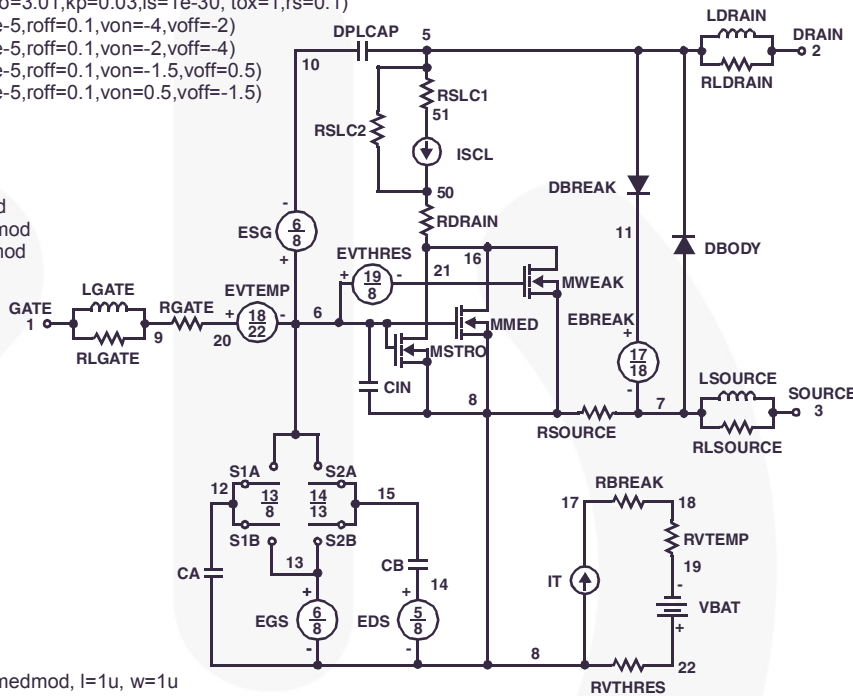 o=3.01,kp=0.03,is=1e-30, tox=1,rs=0.1)
e-5,roff=0.1,von=-4,voff=-2)
e-5,roff=0.1,von=-2,voff=-4)
e-5,roff=0.1,von=-1.5,voff=0.5)
e-5,roff=0.1,von=0.5,voff=-1.5)
d
mod
mod
LDRAIN
DPLCAP 5 DRAIN
10 2
RLDRAIN
RSLC1
51
RSLC2
ISCL
50
DBREAK
RDRAIN
- ESG 6/8 +
11
DBODY
EVTHRES 16
+ 19/8 - 21
MWEAK
LGATE EVTEMP
GATE RGATE + 18/22 - 6
1 9 20
MMED
EBREAK +
17/18
-
RLGATE
MSTRO
LSOURCE
CIN
8 7 SOURCE
3
RSOURCE
RLSOURCE
S1A S2A
12 13/8 14/13 15
S1B S2B
RBREAK
17 18
RVTEMP
13 CB
CA 14
19
IT
-
VBAT
+
+ EGS 6/8 -
+ EDS 5/8 -
8 22
RVTHRES
medmod, l=1u, w=1u